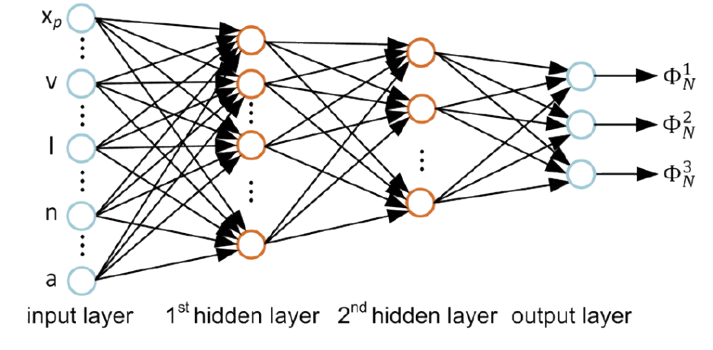 x_p
v
l
n
a
Φ_N^1
Φ_N^2
Φ_N^3
input layer 1st hidden layer 2nd hidden layer output layer